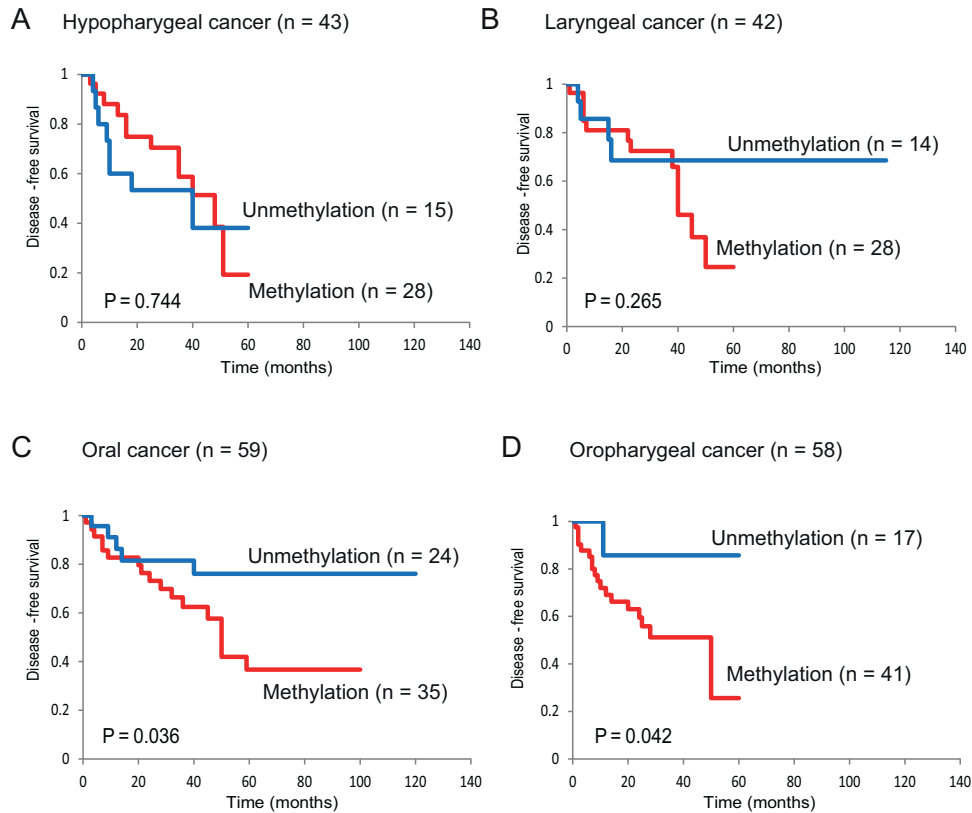 A Hypopharygeal cancer (n = 43)
Disease -free survival
1
0.8
0.6
0.4
0.2
0
Unmethylation (n = 15)
Methylation (n = 28)
P = 0.744
0 20 40 60 80 100 120 140
Time (months)
B Laryngeal cancer (n = 42)
Disease -free survival
1
0.8
0.6
0.4
0.2
0
Unmethylation (n = 14)
Methylation (n = 28)
P = 0.265
0 20 40 60 80 100 120 140
Time (months)
C Oral cancer (n = 59)
Disease -free survival
1
0.8
0.6
0.4
0.2
0
Unmethylation (n = 24)
Methylation (n = 35)
P = 0.036
0 20 40 60 80 100 120 140
Time (months)
D Oropharygeal cancer (n = 58)
Disease -free survival
1
0.8
0.6
0.4
0.2
0
Unmethylation (n = 17)
Methylation (n = 41)
P = 0.042
0 20 40 60 80 100 120 140
Time (months)